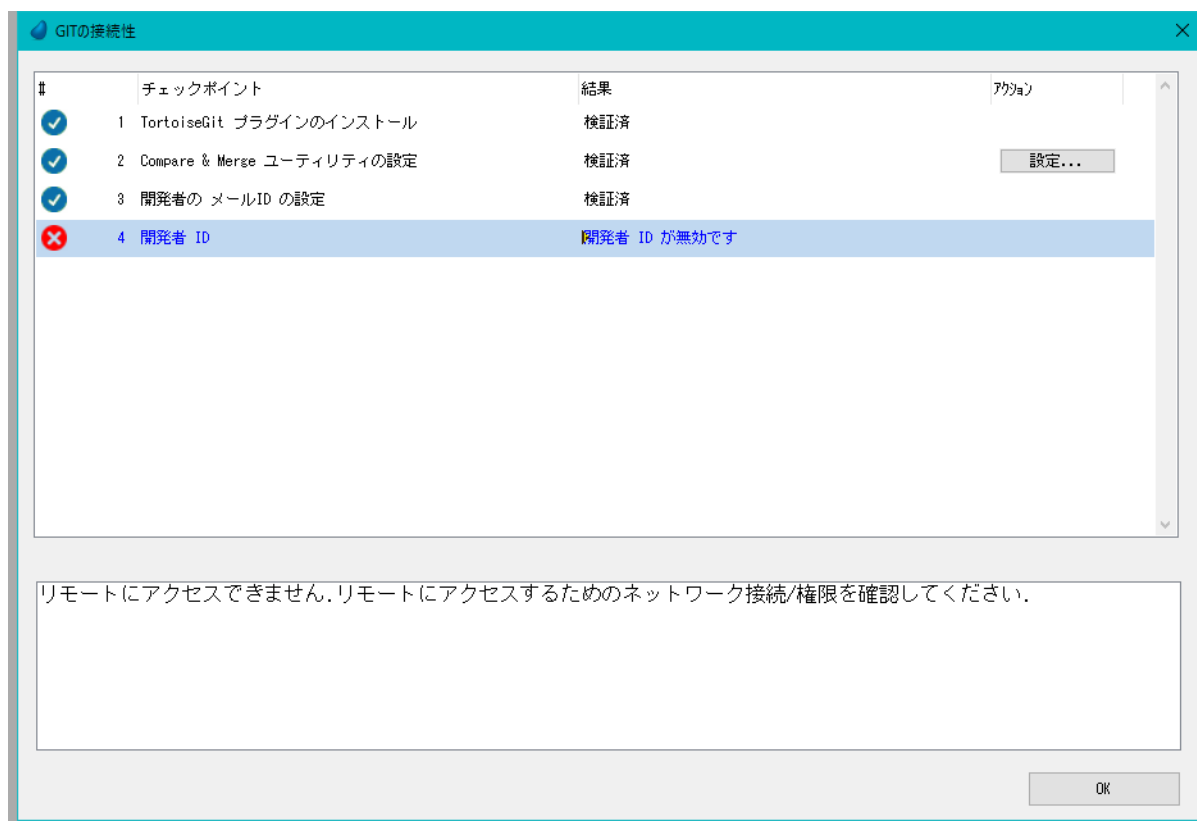 GITの接続性
# チェックポイント 結果 ｱｸｼｮﾝ
1 TortoiseGit プラグインのインストール 検証済
2 Compare & Merge ユーティリティの設定 検証済 設定...
3 開発者の メールID の設定 検証済
4 開発者 ID 開発者 ID が無効です
リモートにアクセスできません.リモートにアクセスするためのネットワーク接続/権限を確認してください.
OK